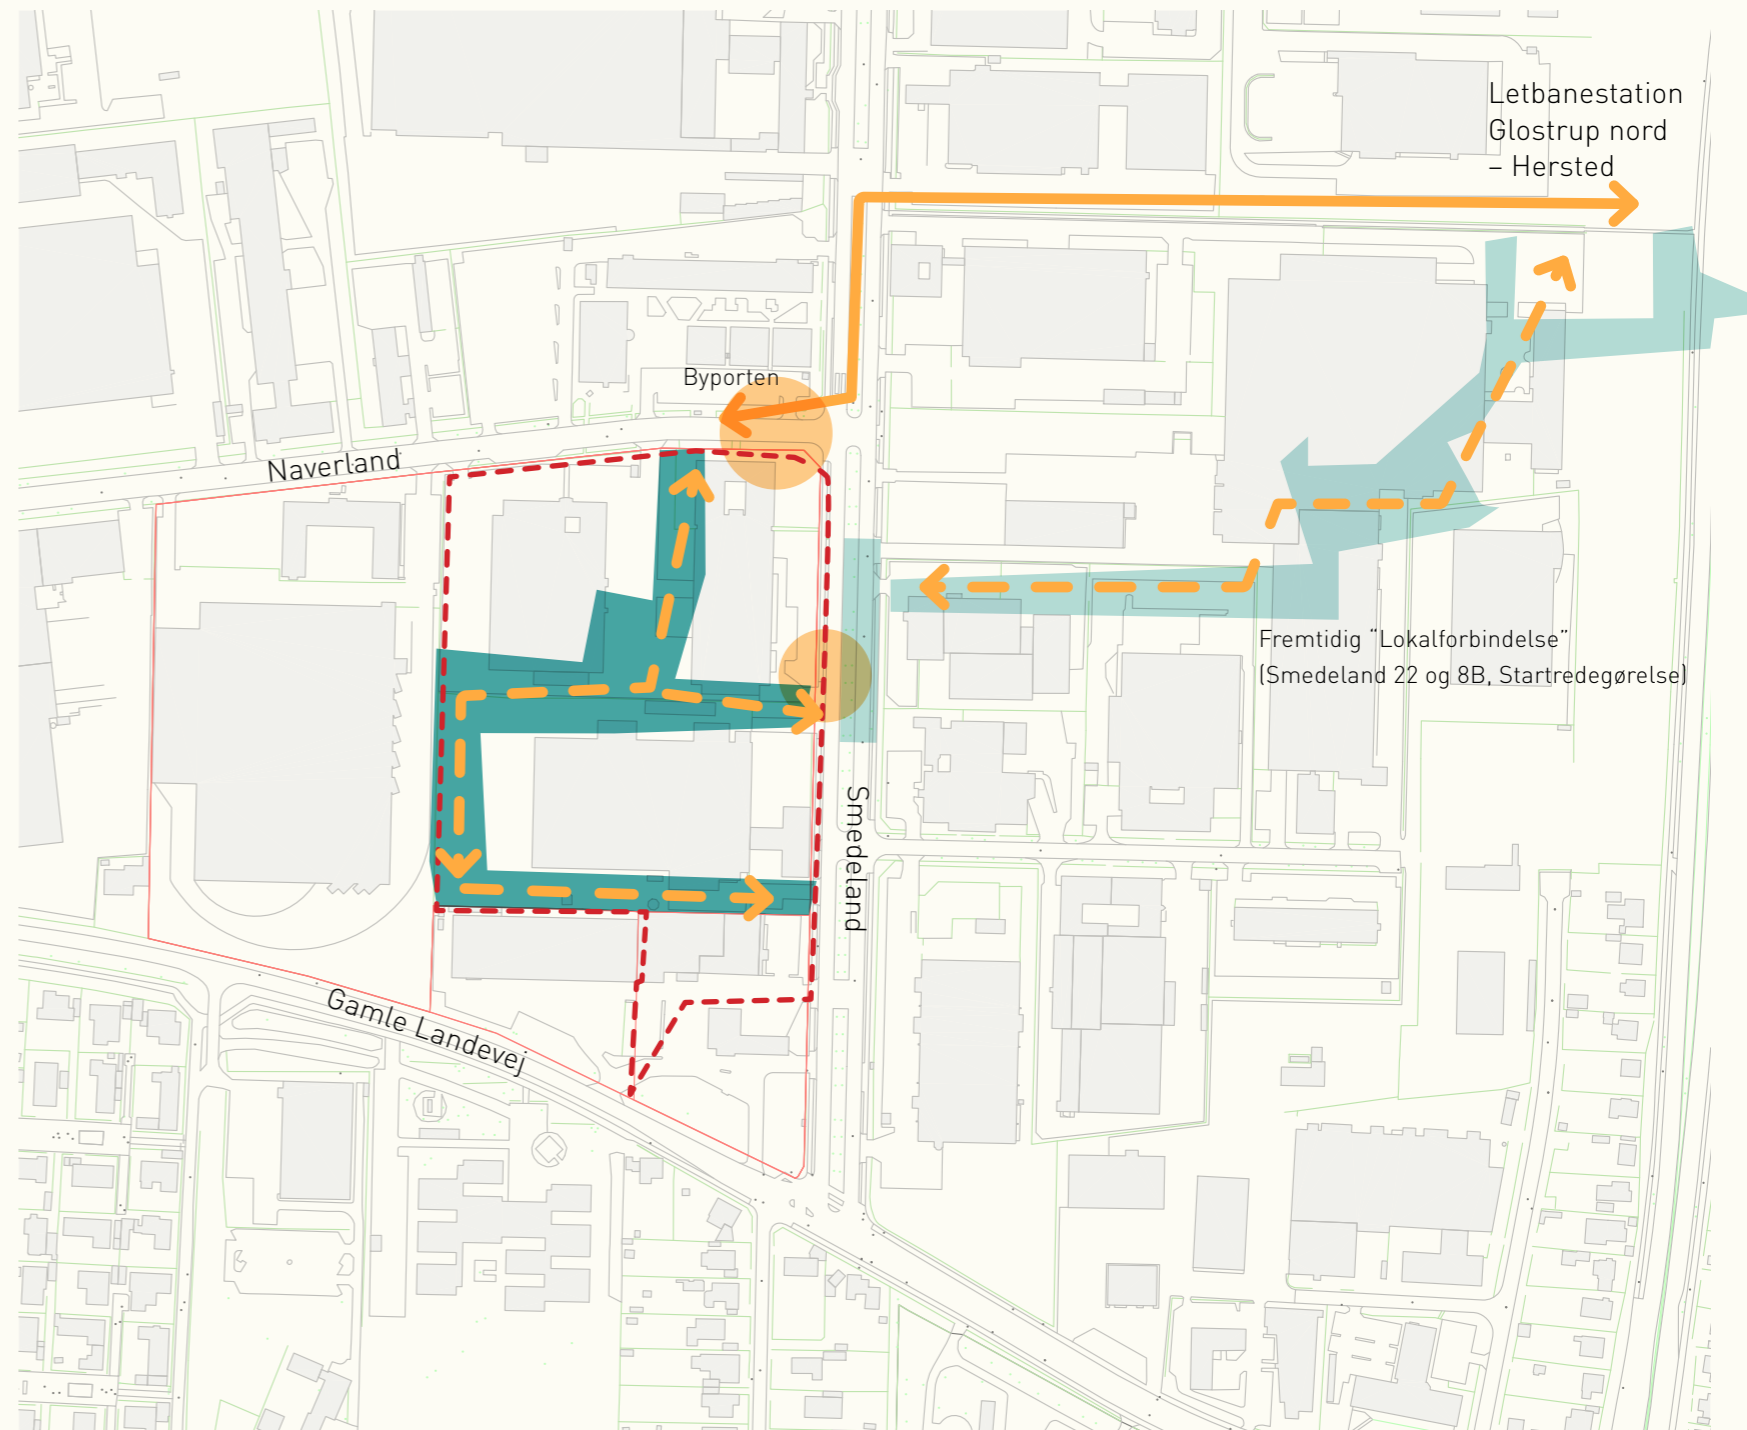 Letbanestation
Glostrup nord
– Hersted
Byporten
Naverland
Fremtidig “Lokalforbindelse”
(Smedeland 22 og 8B, Startredegørelse)
Smedeland
Gamle Landevej